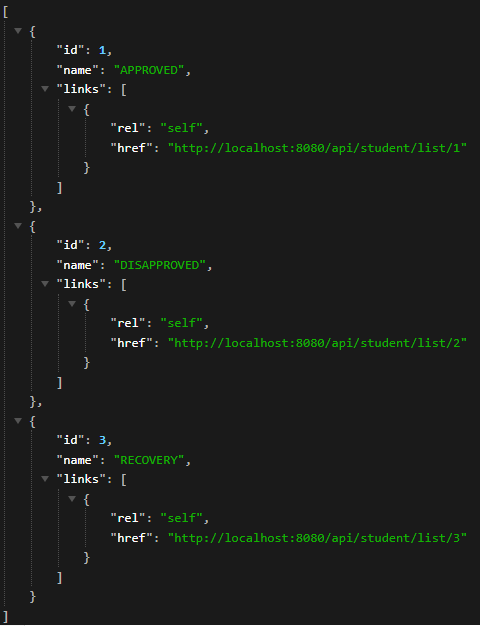 [
{
"id": 1,
"name": "APPROVED",
"links": [
{
"rel": "self",
"href": "http://localhost:8080/api/student/list/1"
}
]
},
{
"id": 2,
"name": "DISAPPROVED",
"links": [
{
"rel": "self",
"href": "http://localhost:8080/api/student/list/2"
}
]
},
{
"id": 3,
"name": "RECOVERY",
"links": [
{
"rel": "self",
"href": "http://localhost:8080/api/student/list/3"
}
]
}
]